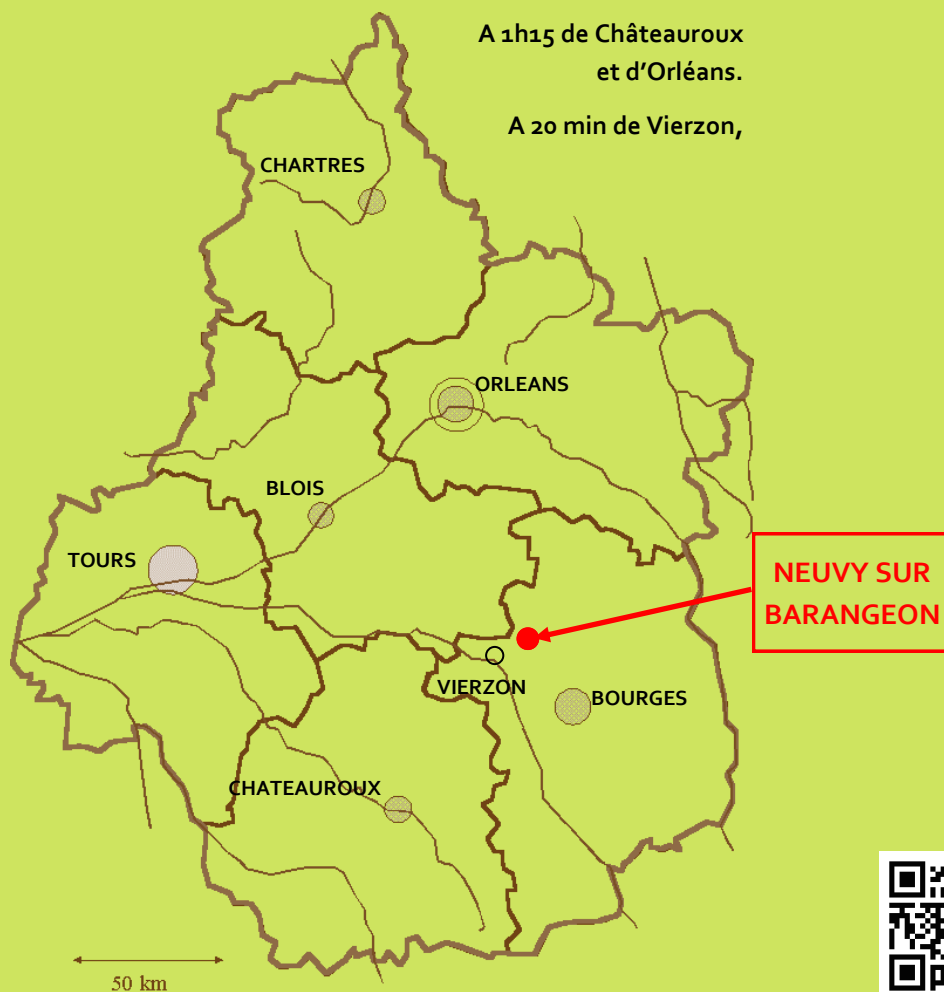 A 1h15 de Châteauroux
et d'Orléans.
A 20 min de Vierzon,
CHARTRES
ORLEANS
BLOIS
TOURS
NEUVY SUR
BARANGEON
VIERZON
BOURGES
CHATEAUROUX
50 km